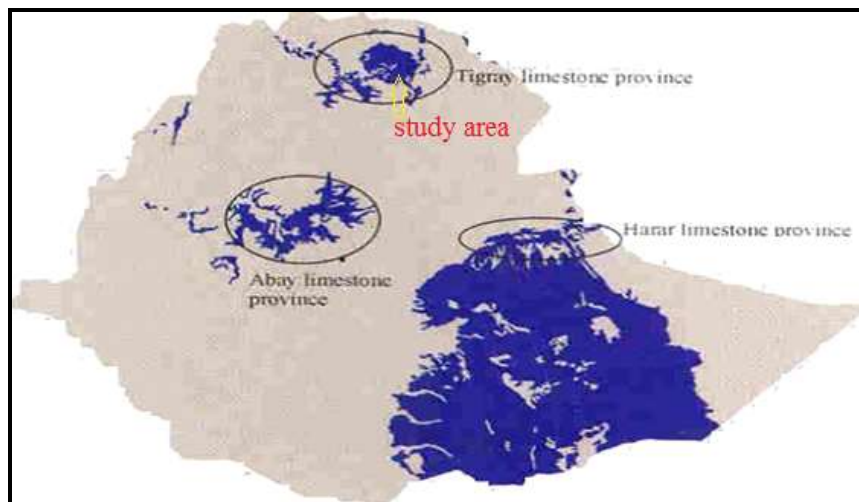 Tigray limestone province
study area
Harar limestone province
Abay limestone
province